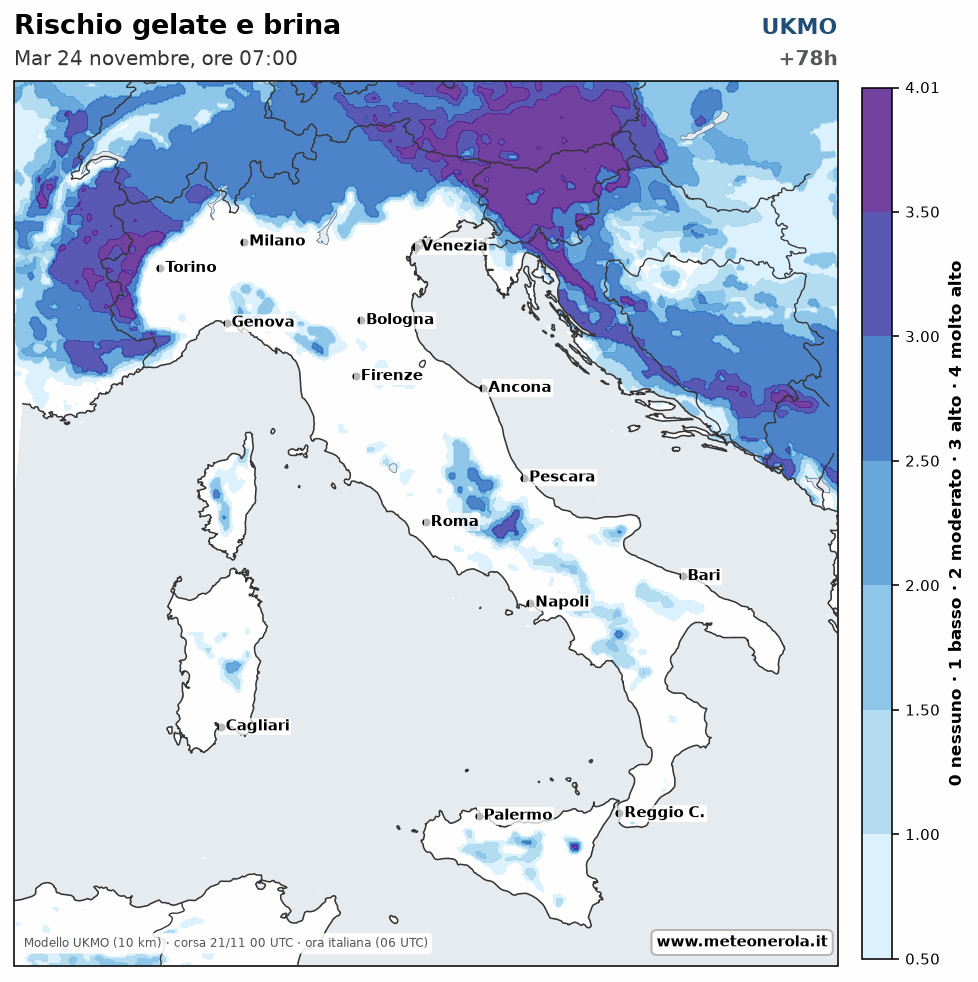 Rischio gelate e brina
UKMO
Mar 24 novembre, ore 07:00
+78h
4.01
3.50
3.00
2.50
2.00
1.50
1.00
0.50
0 nessuno · 1 basso · 2 moderato · 3 alto · 4 molto alto
Milano
Venezia
Torino
Genova
Bologna
Firenze
Ancona
Pescara
Roma
Bari
Napoli
Cagliari
Palermo
Reggio C.
Modello UKMO (10 km) · corsa 21/11 00 UTC · ora italiana (06 UTC)
www.meteonerola.it